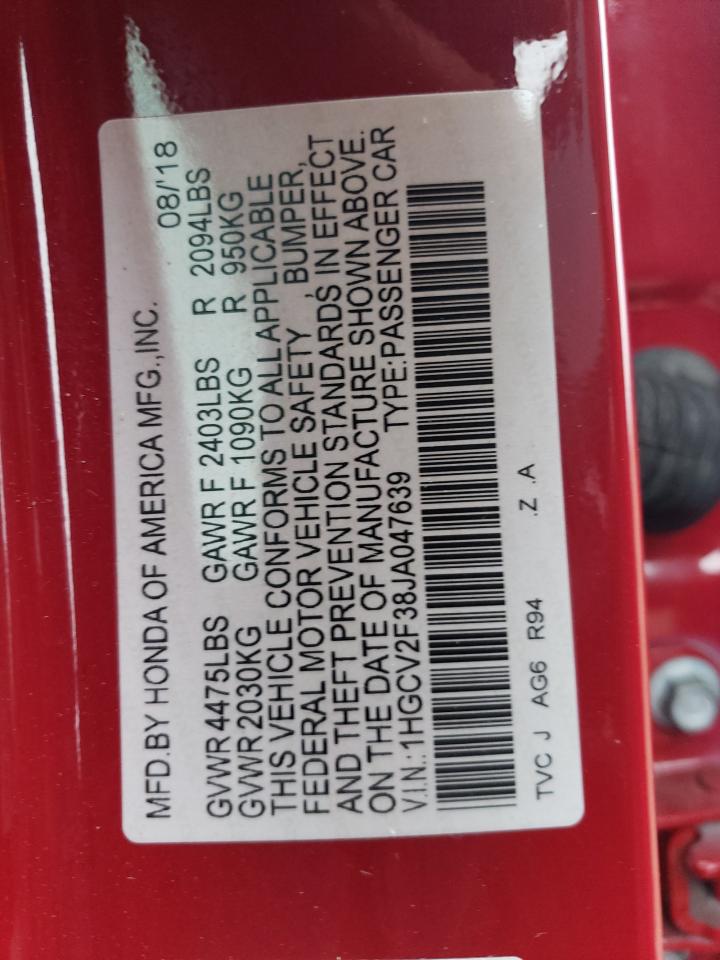 MFD.BY HONDA OF AMERICA MFG.,INC. 08/'18
GVWR 4475LBS GAWR F 2403LBS R 2094LBS
GVWR 2030KG GAWR F 1090KG R 950KG
THIS VEHICLE CONFORMS TO ALL APPLICABLE
FEDERAL MOTOR VEHICLE SAFETY , BUMPER,
AND THEFT PREVENTION STANDARDS IN EFFECT
ON THE DATE OF MANUFACTURE SHOWN ABOVE.
V.I.N.: 1HGCV2F38JA047639 TYPE:PASSENGER CAR
TVC J AG6 R94 .Z .A